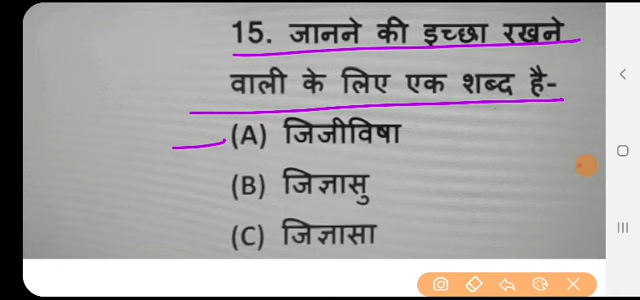 15. जानने की इच्छा रखने
वाली के लिए एक शब्द है-
(A) जिजीविषा
(B) जिज्ञासु
(C) जिज्ञासा